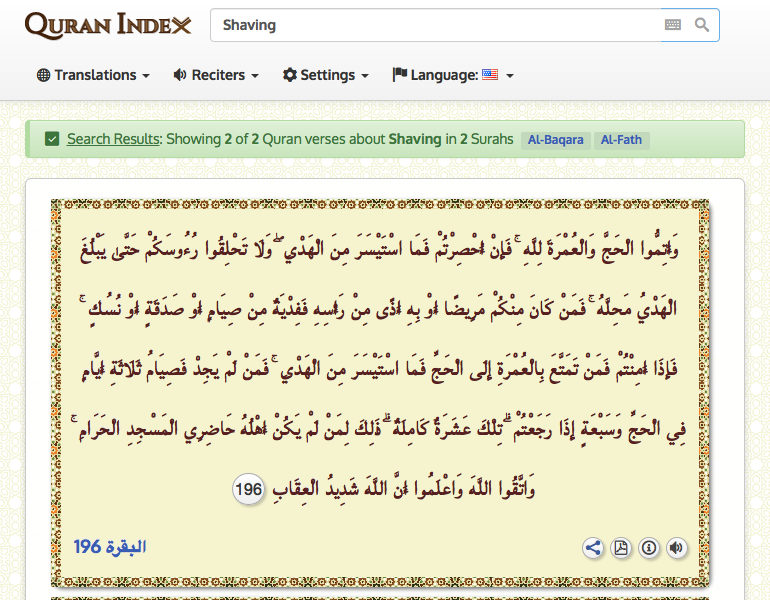 QURAN INDEX
Shaving
Translations
Reciters
Settings
Language:
Search Results: Showing 2 of 2 Quran verses about Shaving in 2 Surahs Al-Baqara Al-Fath
وَأَتِمُّوا الْحَجَّ وَالْعُمْرَةَ لِلَّهِ ۚ فَإِنْ أُحْصِرْتُمْ فَمَا اسْتَيْسَرَ مِنَ الْهَدْيِ ۖ وَلَا تَحْلِقُوا رُءُوسَكُمْ حَتَّىٰ يَبْلُغَ
الْهَدْيُ مَحِلَّهُ ۚ فَمَنْ كَانَ مِنْكُمْ مَرِيضًا أَوْ بِهِ أَذًى مِنْ رَأْسِهِ فَفِدْيَةٌ مِنْ صِيَامٍ أَوْ صَدَقَةٍ أَوْ نُسُكٍ ۚ
فَإِذَا أَمِنْتُمْ فَمَنْ تَمَتَّعَ بِالْعُمْرَةِ إِلَى الْحَجِّ فَمَا اسْتَيْسَرَ مِنَ الْهَدْيِ ۚ فَمَنْ لَمْ يَجِدْ فَصِيَامُ ثَلَاثَةِ أَيَّامٍ
فِي الْحَجِّ وَسَبْعَةٍ إِذَا رَجَعْتُمْ ۗ تِلْكَ عَشَرَةٌ كَامِلَةٌ ۗ ذَٰلِكَ لِمَنْ لَمْ يَكُنْ أَهْلُهُ حَاضِرِي الْمَسْجِدِ الْحَرَامِ ۚ
وَاتَّقُوا اللَّهَ وَاعْلَمُوا أَنَّ اللَّهَ شَدِيدُ الْعِقَابِ 196
البقرة 196